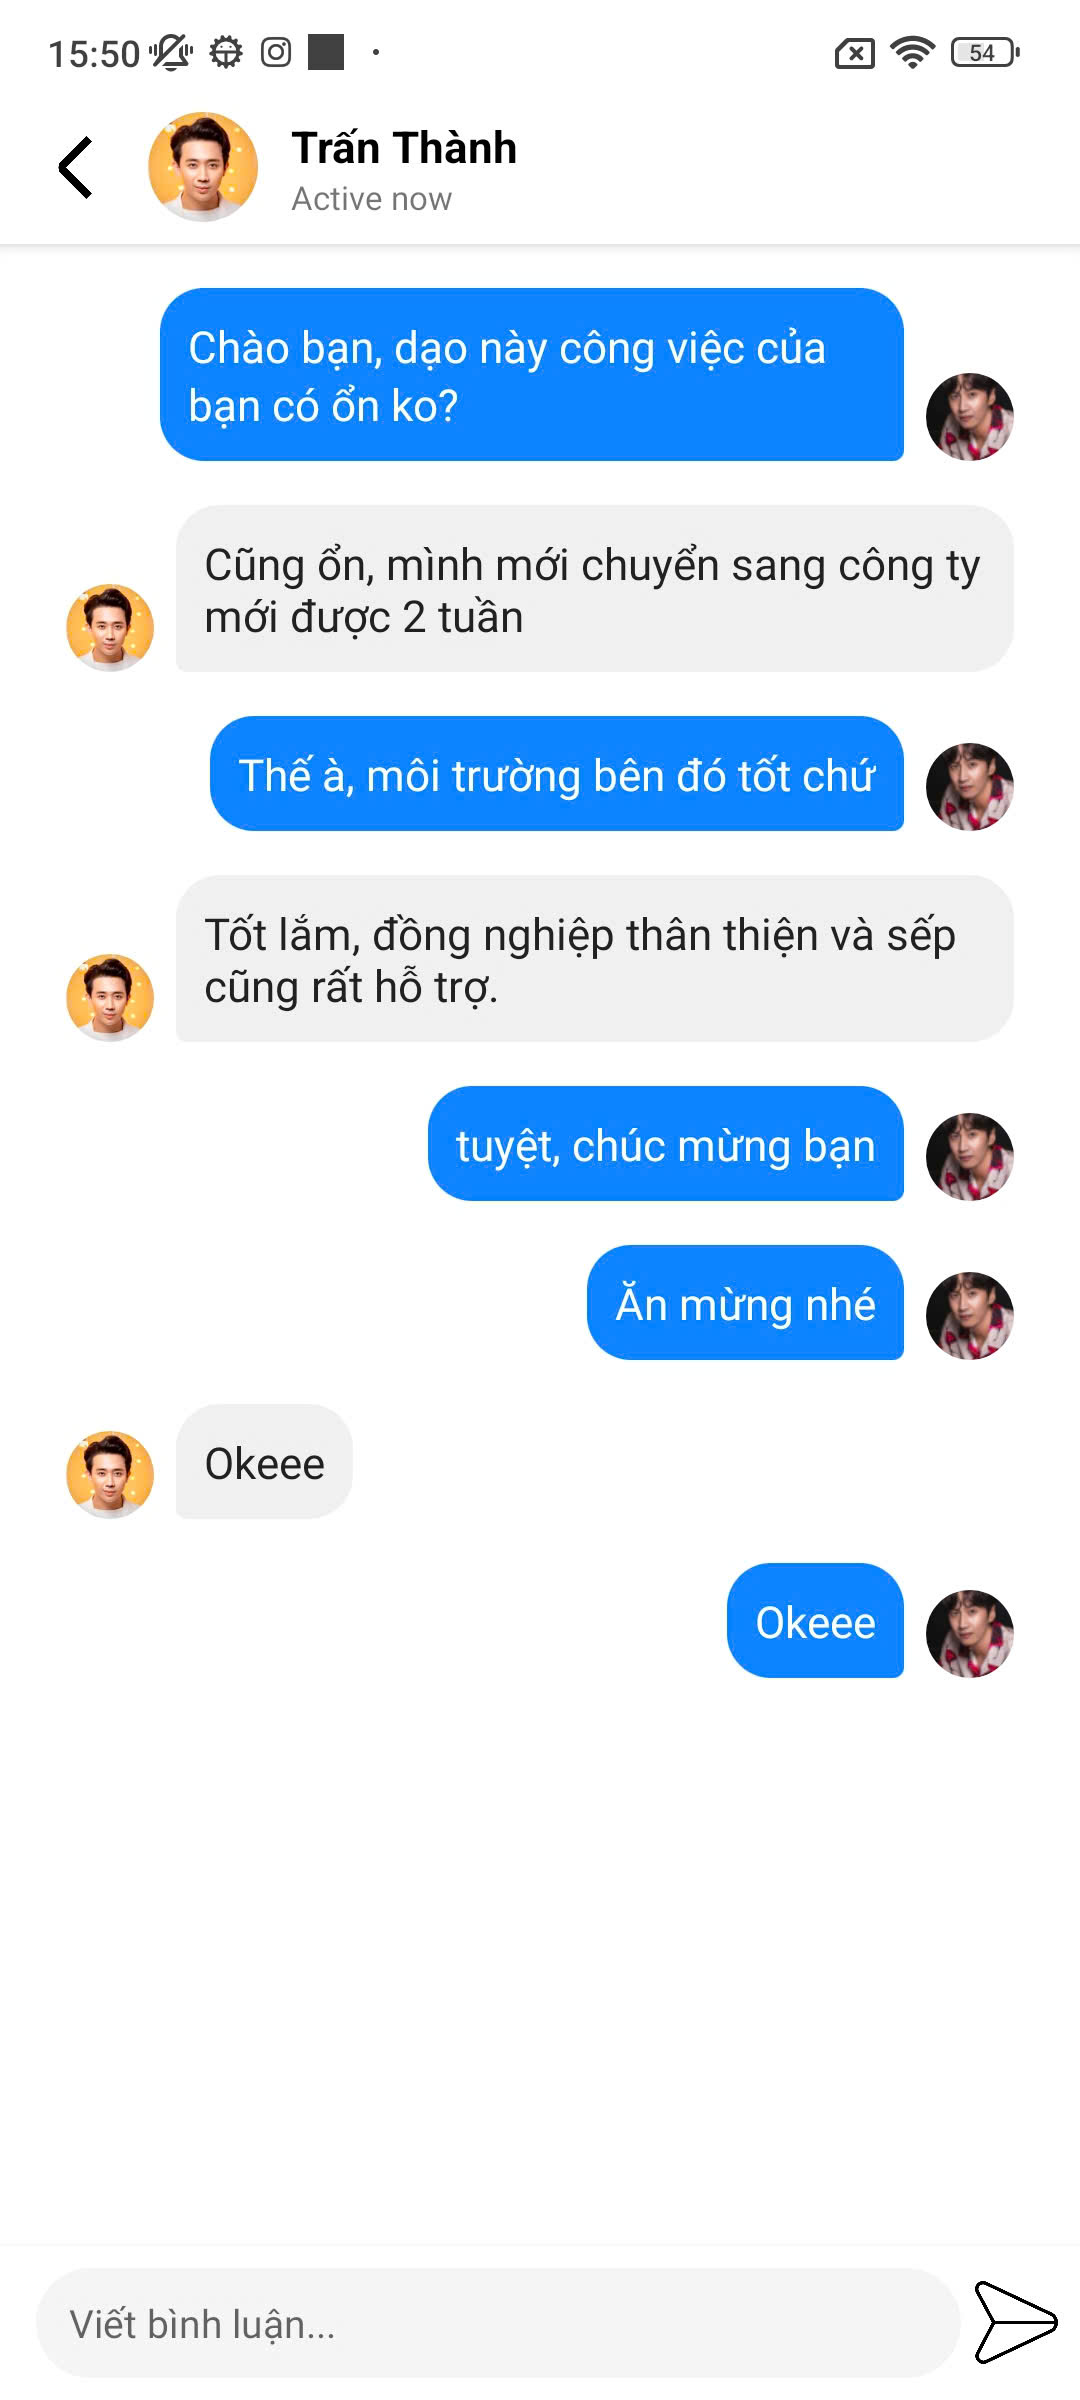 15:50
54
Trấn Thành
Active now
Chào bạn, dạo này công việc của
bạn có ổn ko?
Cũng ổn, mình mới chuyển sang công ty
mới được 2 tuần
Thế à, môi trường bên đó tốt chứ
Tốt lắm, đồng nghiệp thân thiện và sếp
cũng rất hỗ trợ.
tuyệt, chúc mừng bạn
Ăn mừng nhé
Okeee
Okeee
Viết bình luận...